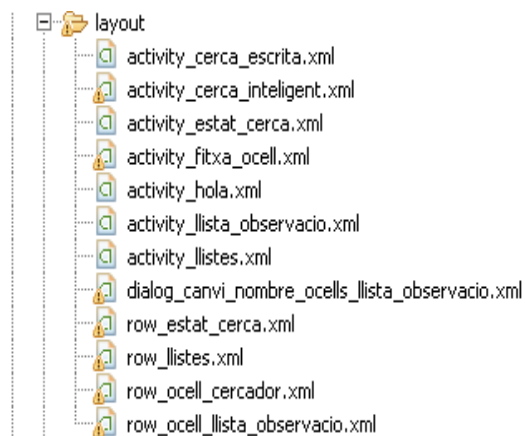 layout
activity_cerca_escrita.xml
activity_cerca_inteligent.xml
activity_estat_cerca.xml
activity_fitxa_ocell.xml
activity_hola.xml
activity_llista_observacio.xml
activity_llistes.xml
dialog_canvi_nombre_ocells_llista_observacio.xml
row_estat_cerca.xml
row_llistes.xml
row_ocell_cercador.xml
row_ocell_llista_observacio.xml